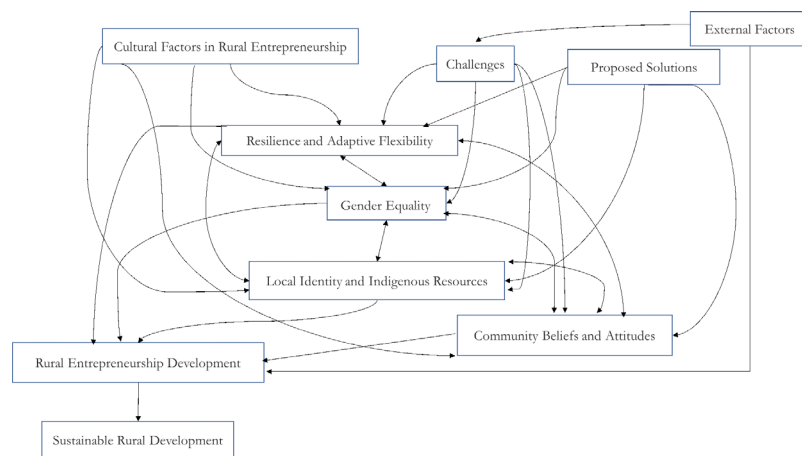 External Factors
Cultural Factors in Rural Entrepreneurship
Challenges
Proposed Solutions
Resilience and Adaptive Flexibility
Gender Equality
Local Identity and Indigenous Resources
Community Beliefs and Attitudes
Rural Entrepreneurship Development
Sustainable Rural Development